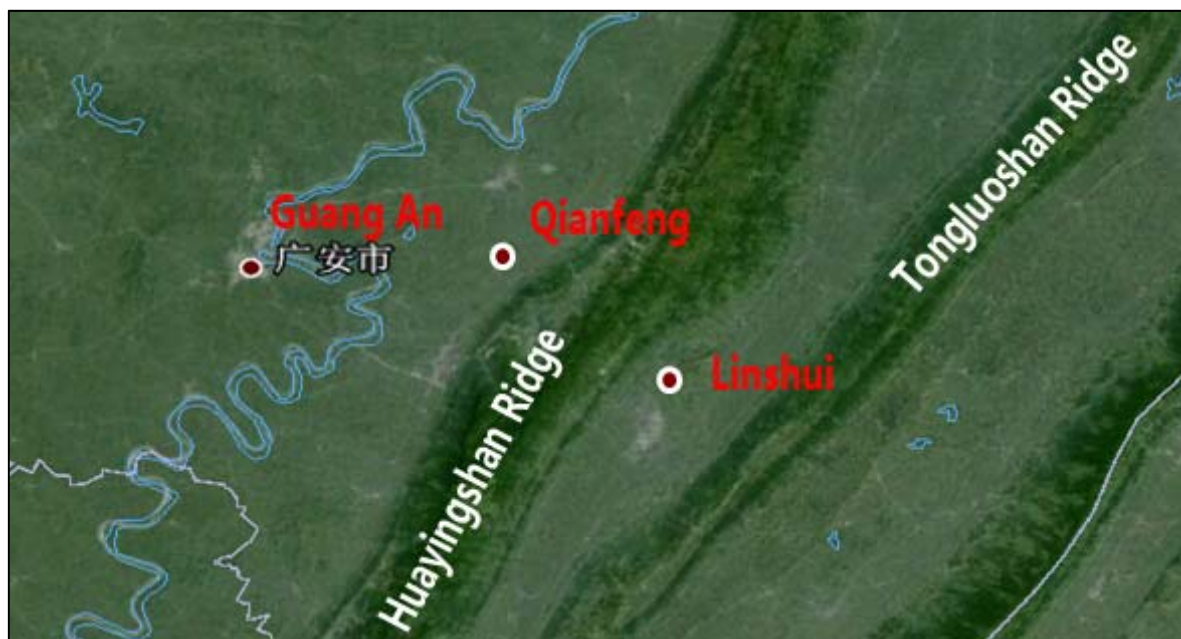 Guang An
广安市
Qianfeng
Linshui
Huayingshan Ridge
Tongluoshan Ridge